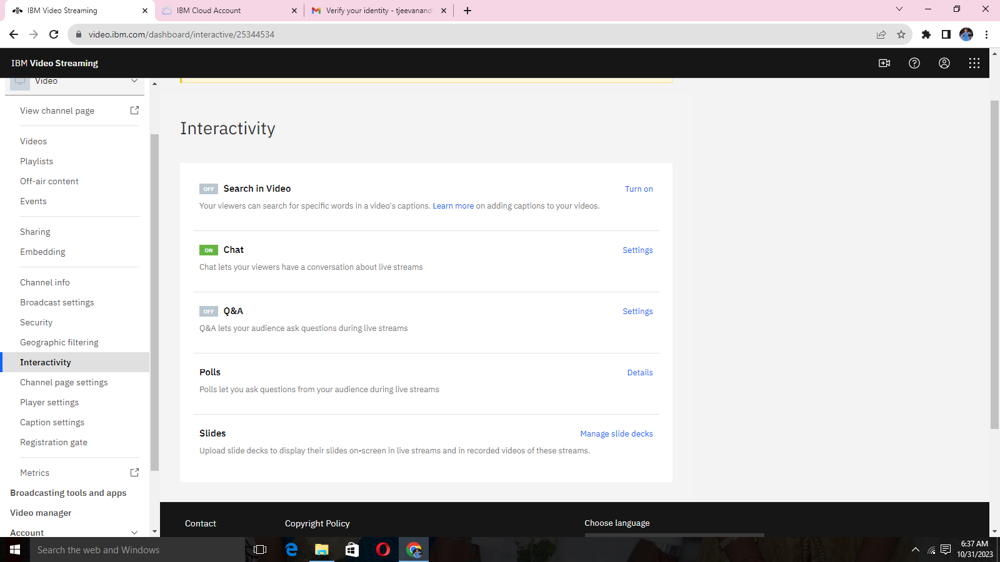 IBM Video Streaming
IBM Cloud Account
Verify your identity - tjeevanand
video.ibm.com/dashboard/interactive/25344534
IBM Video Streaming
Video
View channel page
Videos
Playlists
Off-air content
Events
Sharing
Embedding
Channel info
Broadcast settings
Security
Geographic filtering
Interactivity
Channel page settings
Player settings
Caption settings
Registration gate
Metrics
Broadcasting tools and apps
Video manager
Account
Interactivity
OFF Search in Video Turn on
Your viewers can search for specific words in a video's captions. Learn more on adding captions to your videos.
ON Chat Settings
Chat lets your viewers have a conversation about live streams
OFF Q&A Settings
Q&A lets your audience ask questions during live streams
Polls Details
Polls let you ask questions from your audience during live streams
Slides Manage slide decks
Upload slide decks to display their slides on-screen in live streams and in recorded videos of these streams.
Contact Copyright Policy Choose language
Search the web and Windows
6:37 AM
10/31/2023